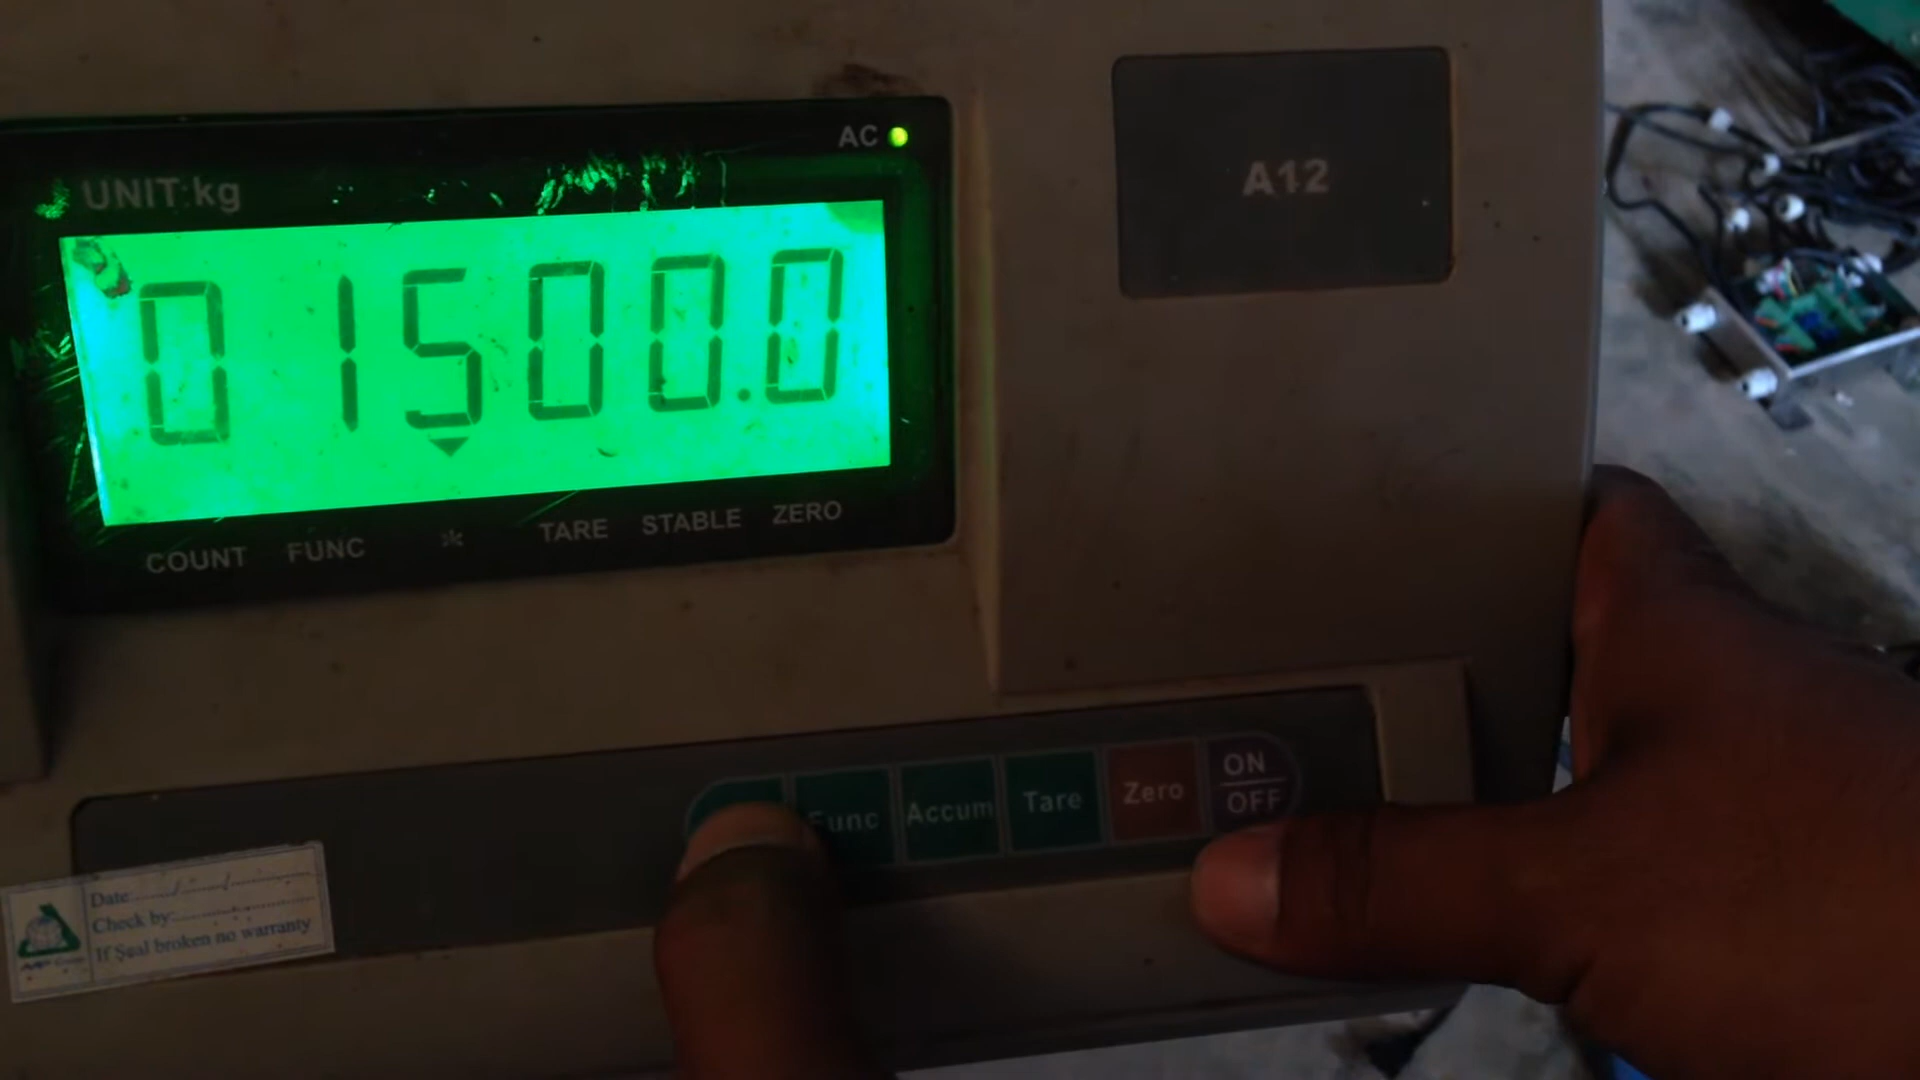 AC
UNIT:kg
A12
01500.0
COUNT FUNC * TARE STABLE ZERO
Func Accum Tare Zero ON
OFF
Date....../....../..................
Check by:..........................
If Seal broken no warranty